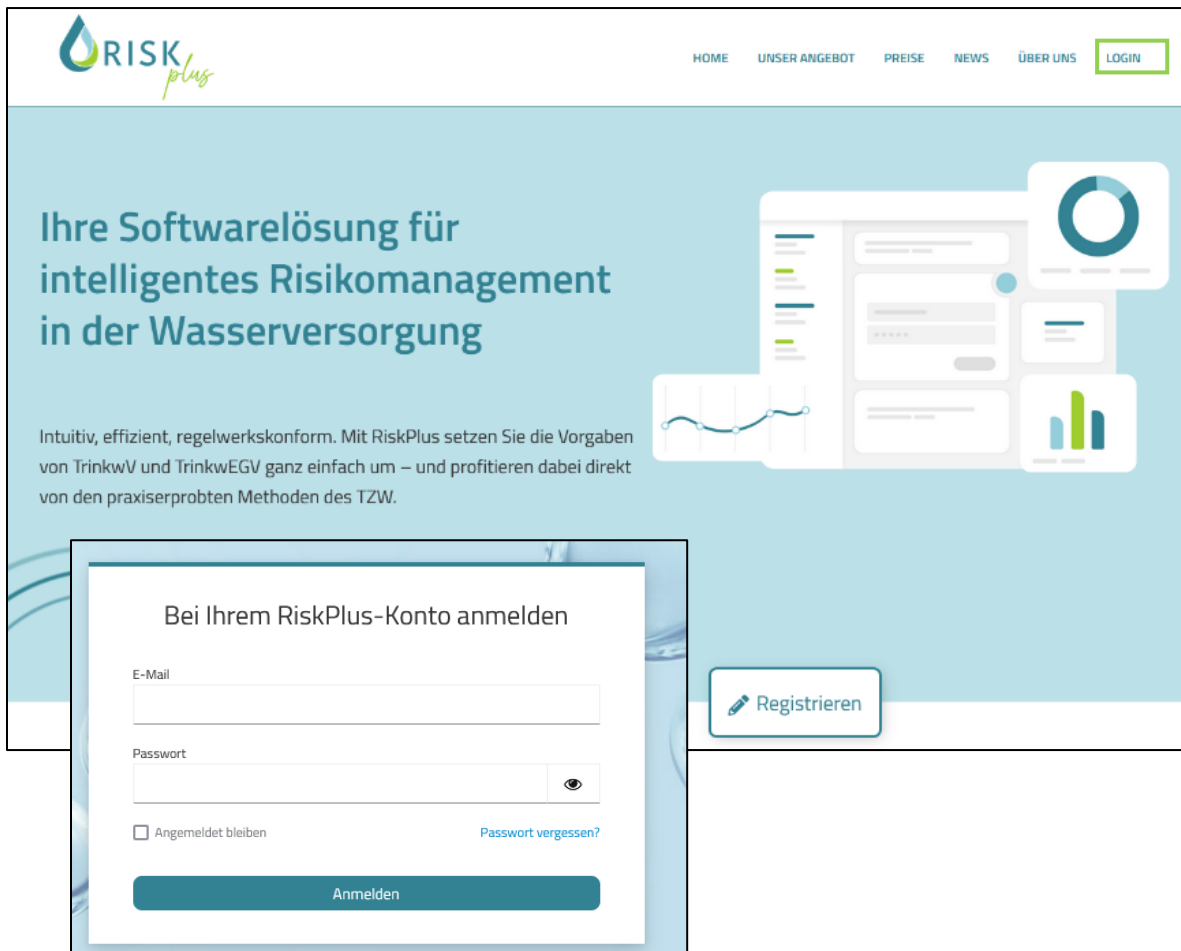 RISK
plus
HOME UNSER ANGEBOT PREISE NEWS ÜBER UNS LOGIN
Ihre Softwarelösung für
intelligentes Risikomanagement
in der Wasserversorgung
Intuitiv, effizient, regelwerkskonform. Mit RiskPlus setzen Sie die Vorgaben
von TrinkwV und TrinkwEGV ganz einfach um – und profitieren dabei direkt
von den praxiserprobten Methoden des TZW.
Registrieren
Bei Ihrem RiskPlus-Konto anmelden
E-Mail
Passwort
Angemeldet bleiben Passwort vergessen?
Anmelden